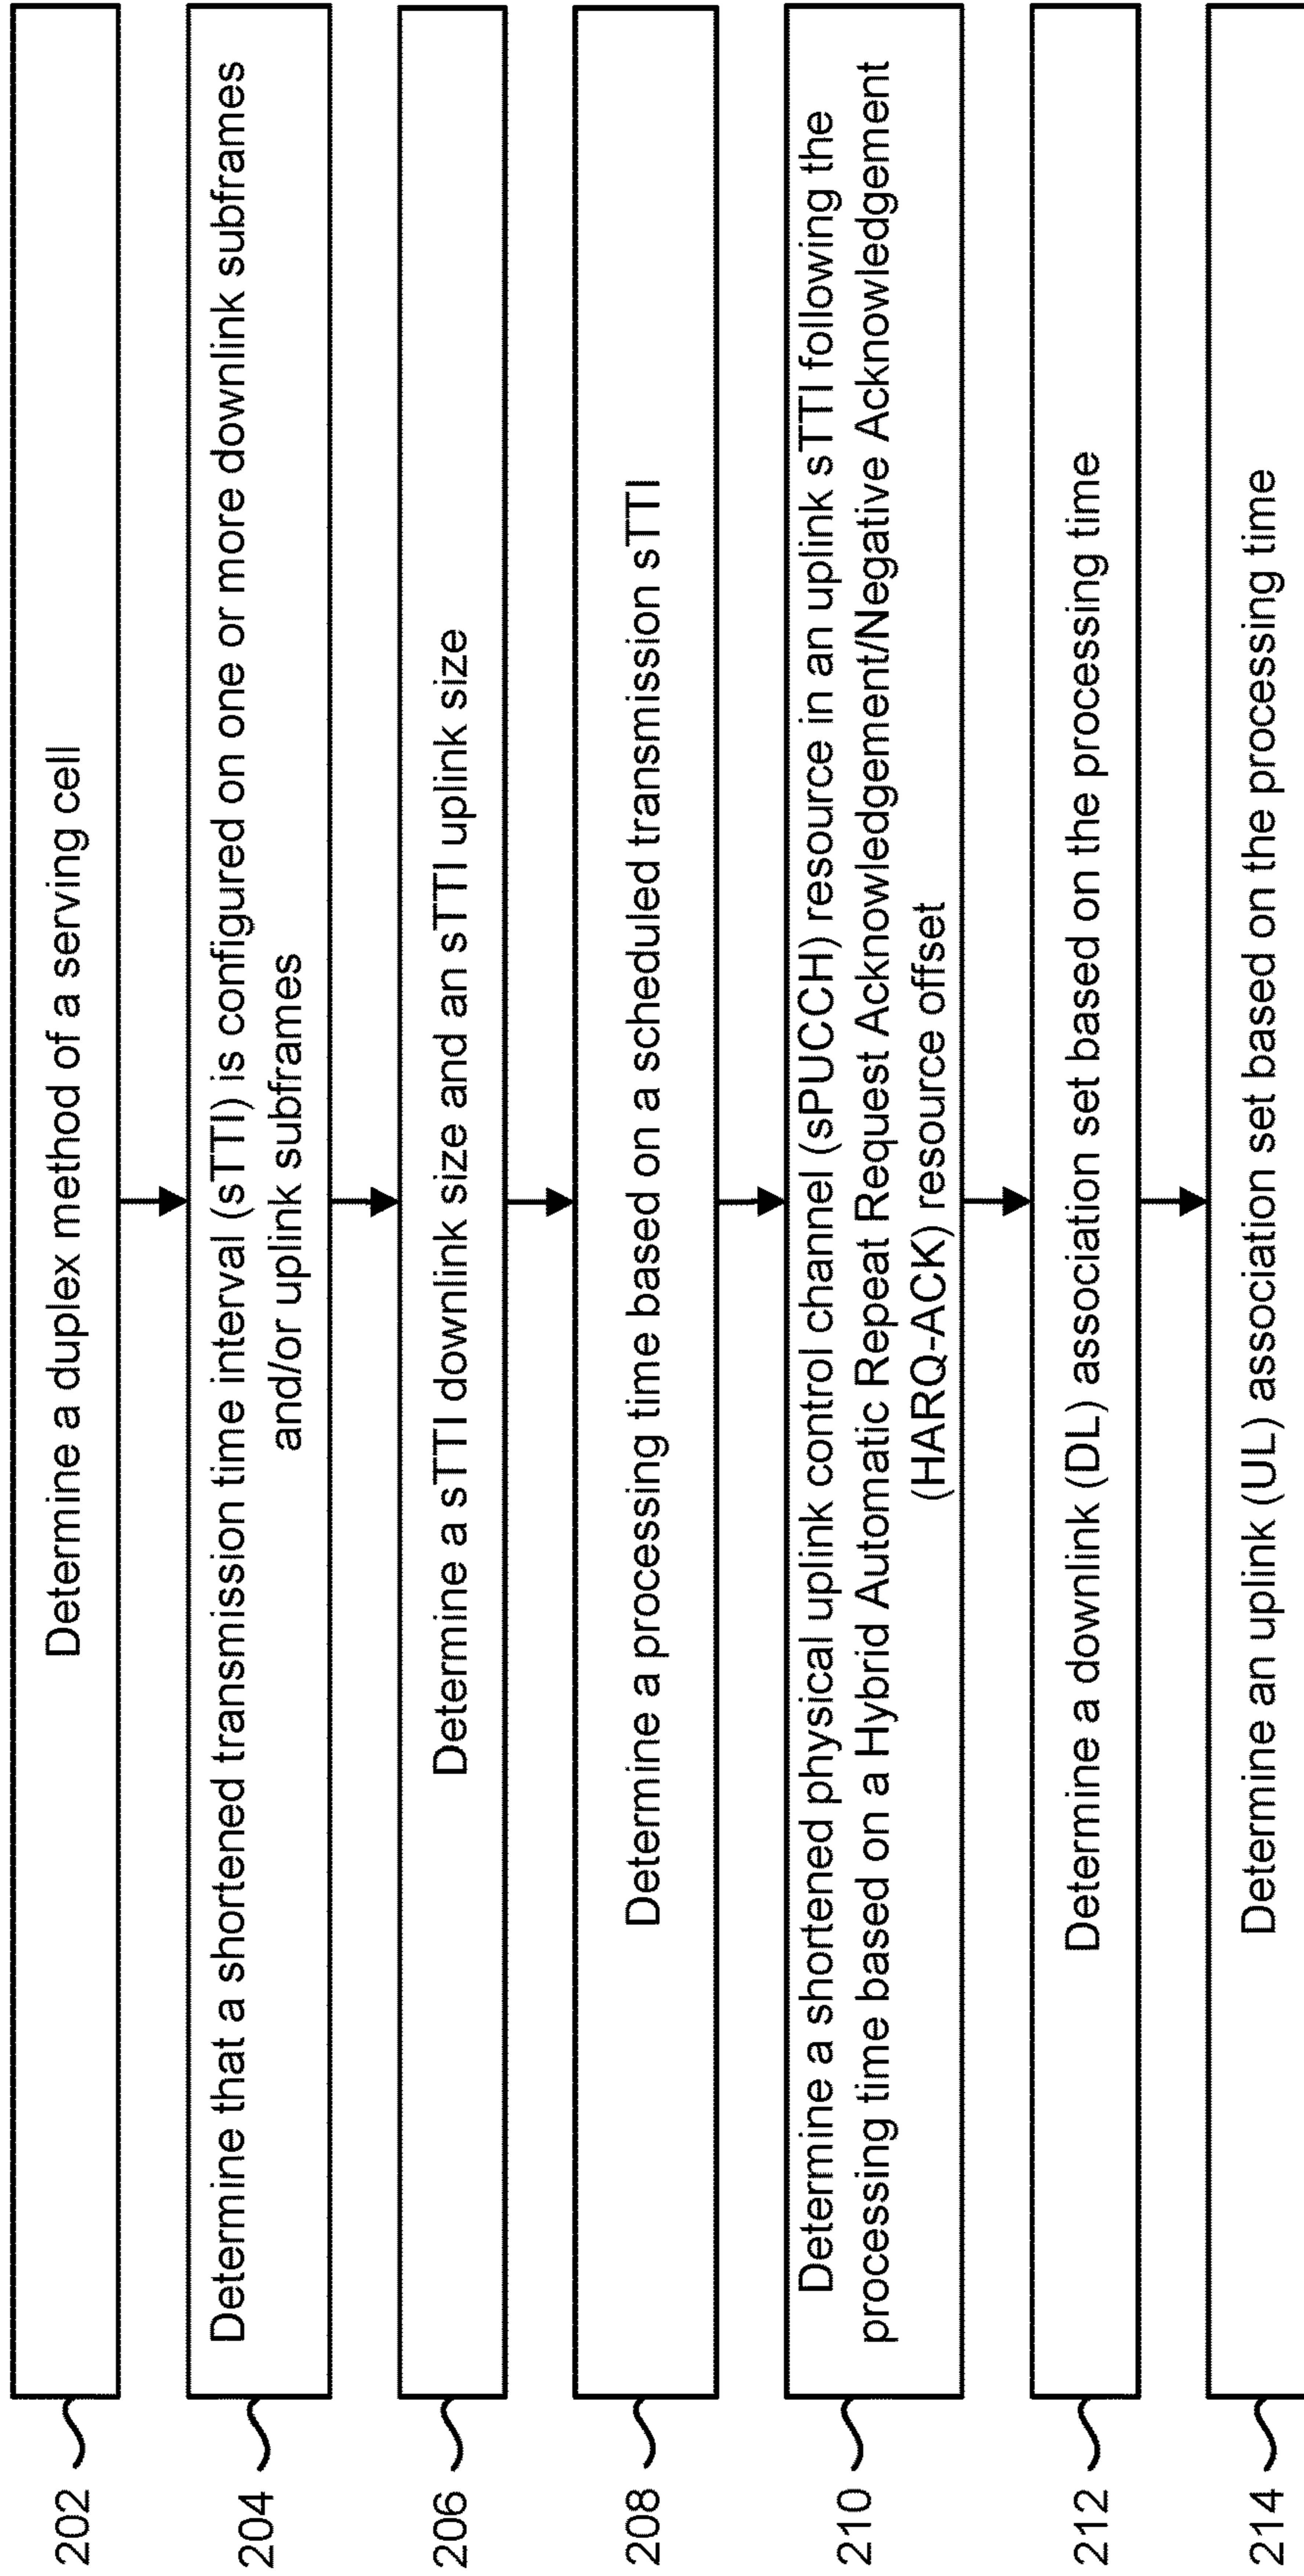 202
Determine a duplex method of a serving cell
204
Determine that a shortened transmission time interval (sTTI) is configured on one or more downlink subframes
and/or uplink subframes
206
Determine a sTTI downlink size and an sTTI uplink size
208
Determine a processing time based on a scheduled transmission sTTI
210
Determine a shortened physical uplink control channel (sPUCCH) resource in an uplink sTTI following the
processing time based on a Hybrid Automatic Repeat Request Acknowledgement/Negative Acknowledgement
(HARQ-ACK) resource offset
212
Determine a downlink (DL) association set based on the processing time
214
Determine an uplink (UL) association set based on the processing time